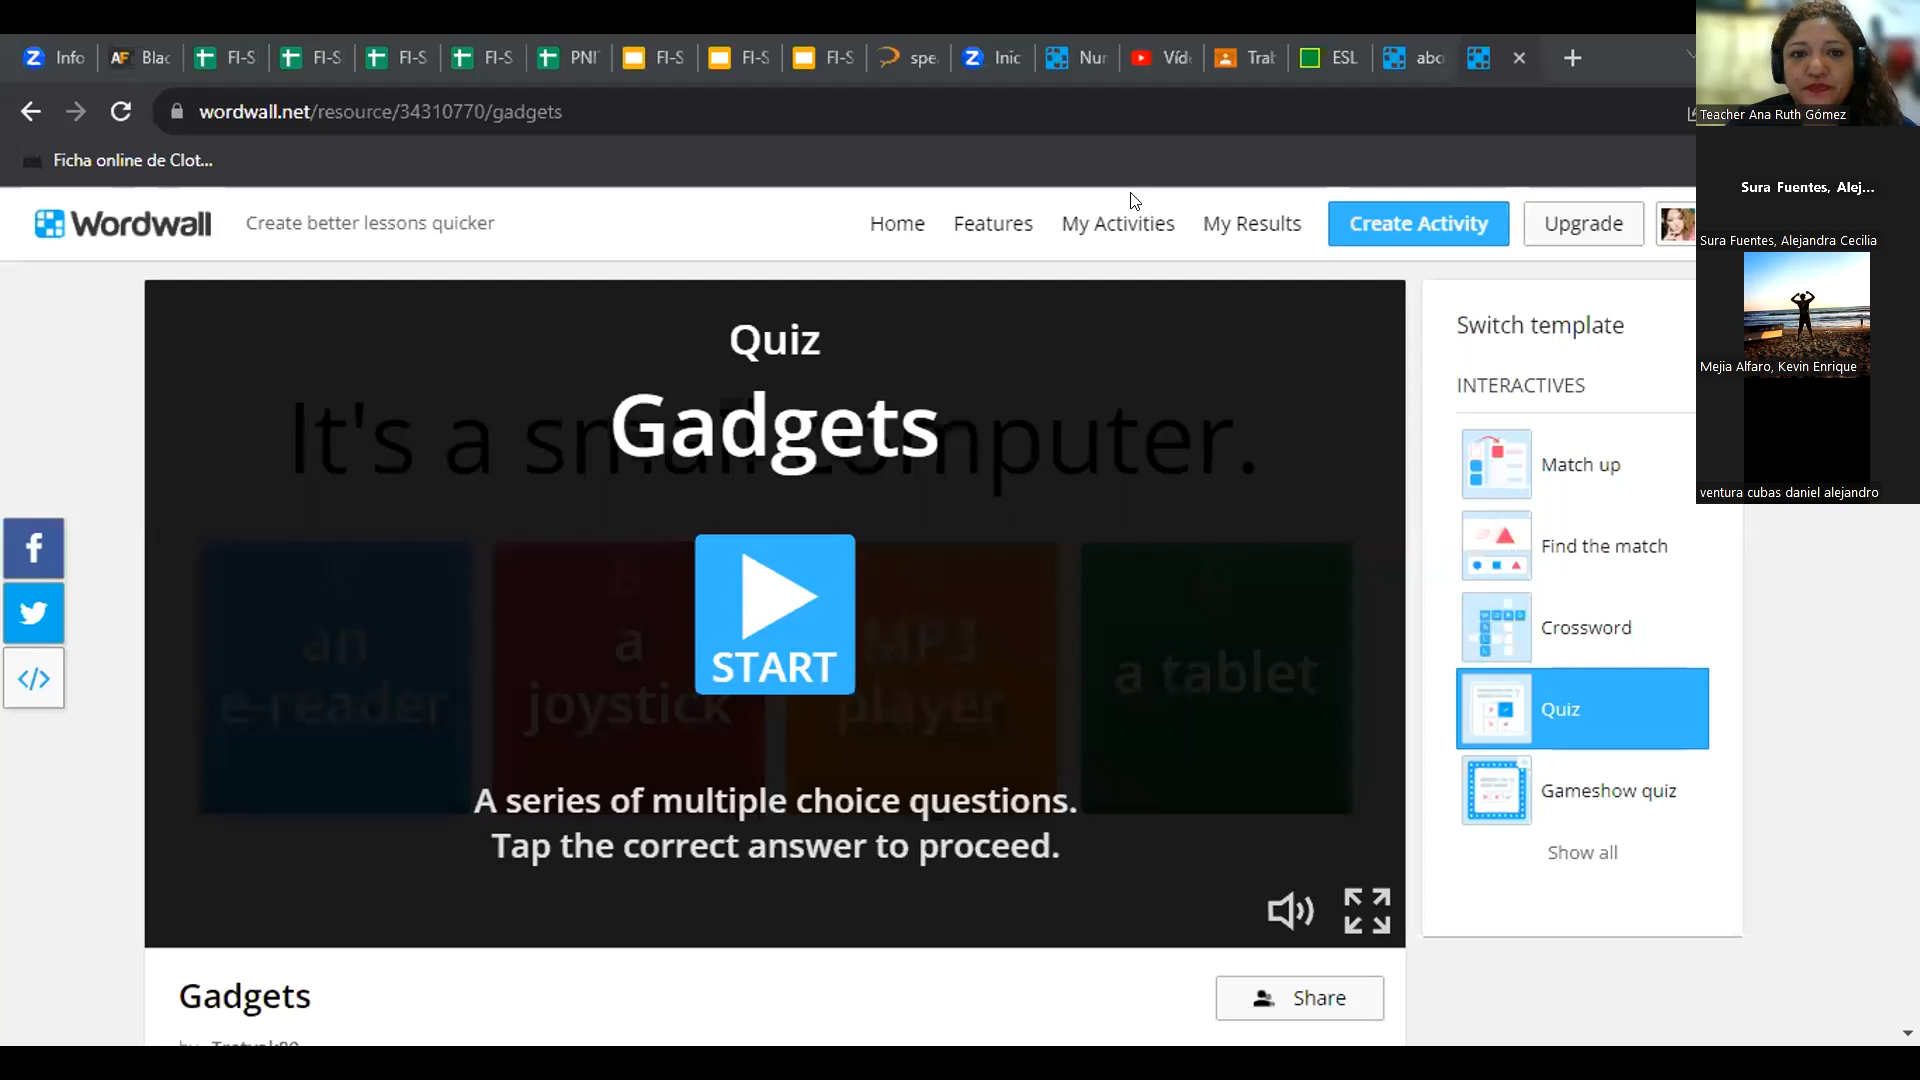 Info
Blac
FI-S
FI-S
FI-S
FI-S
PNI
FI-S
FI-S
FI-S
spe
Inic
Nur
Víd
Tral
ESL
abo
wordwall.net/resource/34310770/gadgets
Ficha online de Clot...
Wordwall
Create better lessons quicker
Home
Features
My Activities
My Results
Create Activity
Upgrade
Teacher Ana Ruth Gómez
Sura Fuentes, Alej...
Sura Fuentes, Alejandra Cecilia
Mejia Alfaro, Kevin Enrique
ventura cubas daniel alejandro
Quiz
Gadgets
It's a small computer.
START
an e-reader
a joystick
MP3 player
a tablet
A series of multiple choice questions.
Tap the correct answer to proceed.
Switch template
INTERACTIVES
Match up
Find the match
Crossword
Quiz
Gameshow quiz
Show all
Gadgets
Share